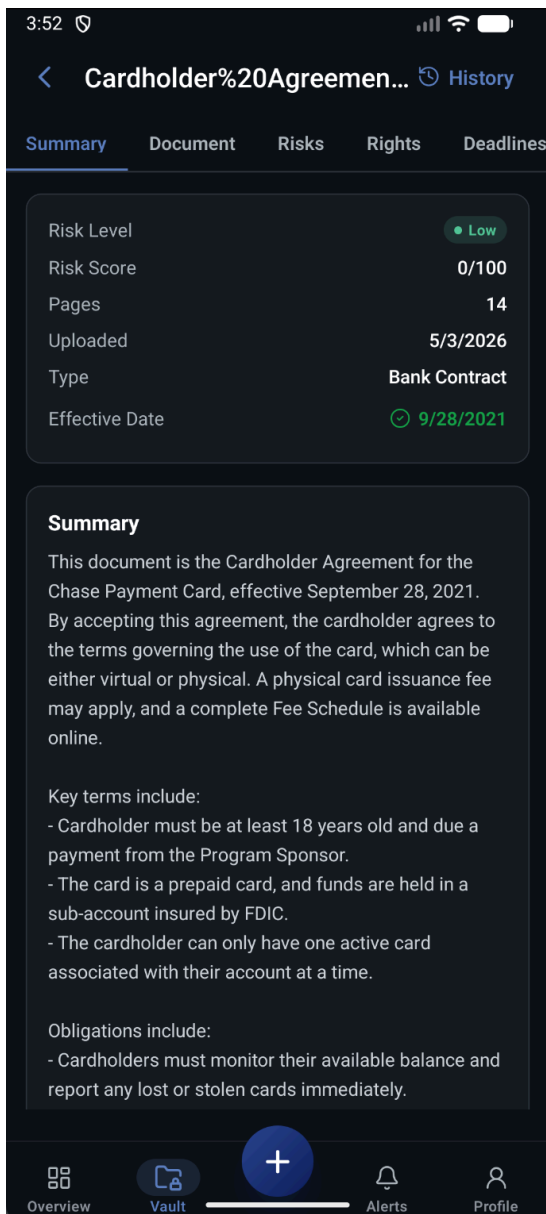 3:52
Cardholder%20Agreemen... History
Summary Document Risks Rights Deadlines
Risk Level Low
Risk Score 0/100
Pages 14
Uploaded 5/3/2026
Type Bank Contract
Effective Date 9/28/2021
Summary
This document is the Cardholder Agreement for the
Chase Payment Card, effective September 28, 2021.
By accepting this agreement, the cardholder agrees to
the terms governing the use of the card, which can be
either virtual or physical. A physical card issuance fee
may apply, and a complete Fee Schedule is available
online.
Key terms include:
- Cardholder must be at least 18 years old and due a
payment from the Program Sponsor.
- The card is a prepaid card, and funds are held in a
sub-account insured by FDIC.
- The cardholder can only have one active card
associated with their account at a time.
Obligations include:
- Cardholders must monitor their available balance and
report any lost or stolen cards immediately.
Overview Vault Alerts Profile